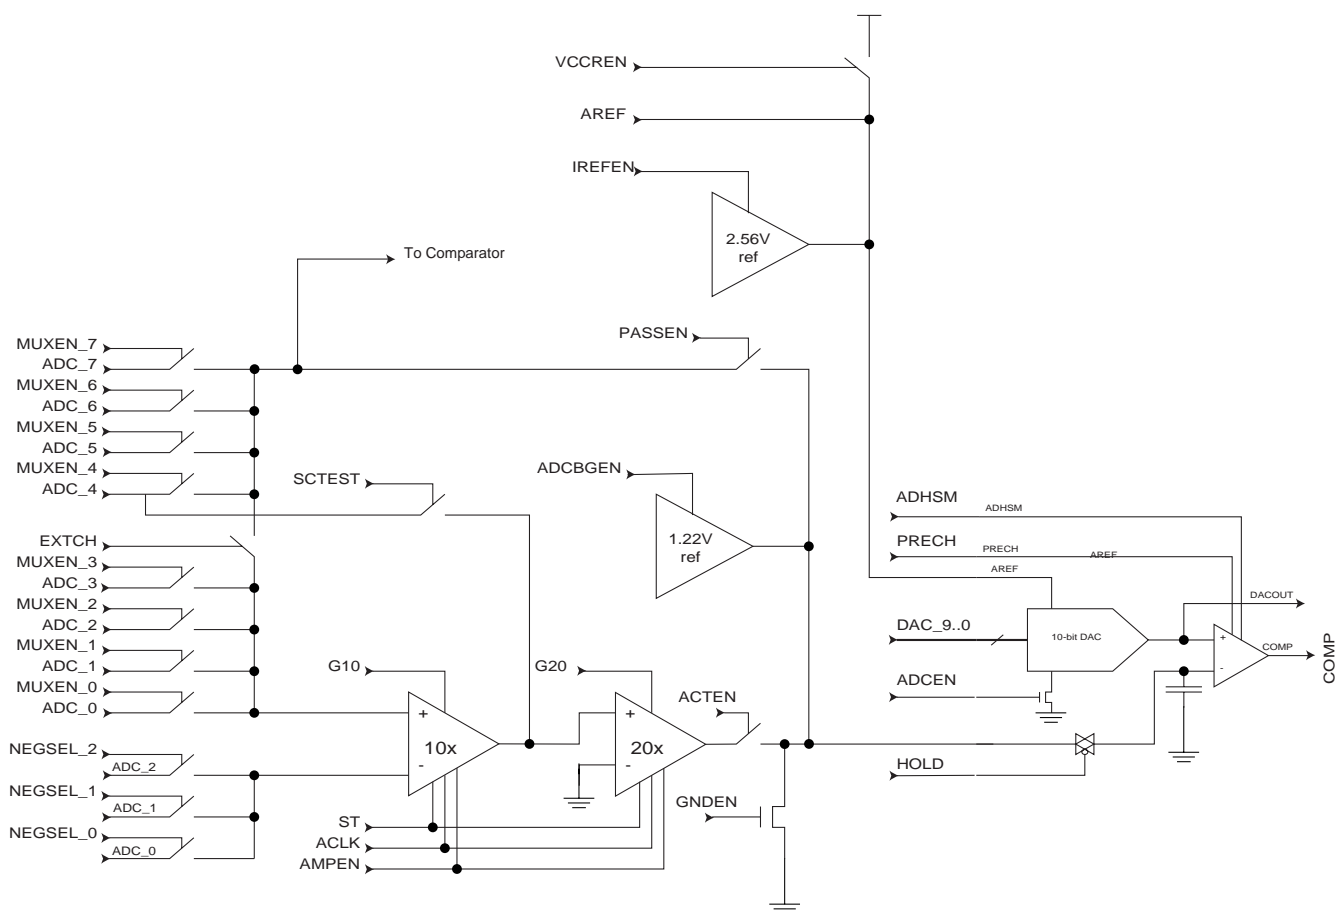 VCCREN
AREF
IREFEN
2.56V
ref
To Comparator
PASSEN
MUXEN_7
ADC_7
MUXEN_6
ADC_6
MUXEN_5
ADC_5
MUXEN_4
ADC_4
SCTEST
ADCBGEN
1.22V
ref
EXTCH
MUXEN_3
ADC_3
MUXEN_2
ADC_2
MUXEN_1
ADC_1
MUXEN_0
ADC_0
NEGSEL_2
ADC_2
NEGSEL_1
ADC_1
NEGSEL_0
ADC_0
G10
+
10x
-
G20
+
20x
-
ACTEN
ST
ACLK
AMPEN
GNDEN
ADHSM
ADHSM
PRECH
PRECH
AREF
AREF
DACOUT
DAC_9..0
10-bit DAC
+
-
COMP
COMP
ADCEN
HOLD